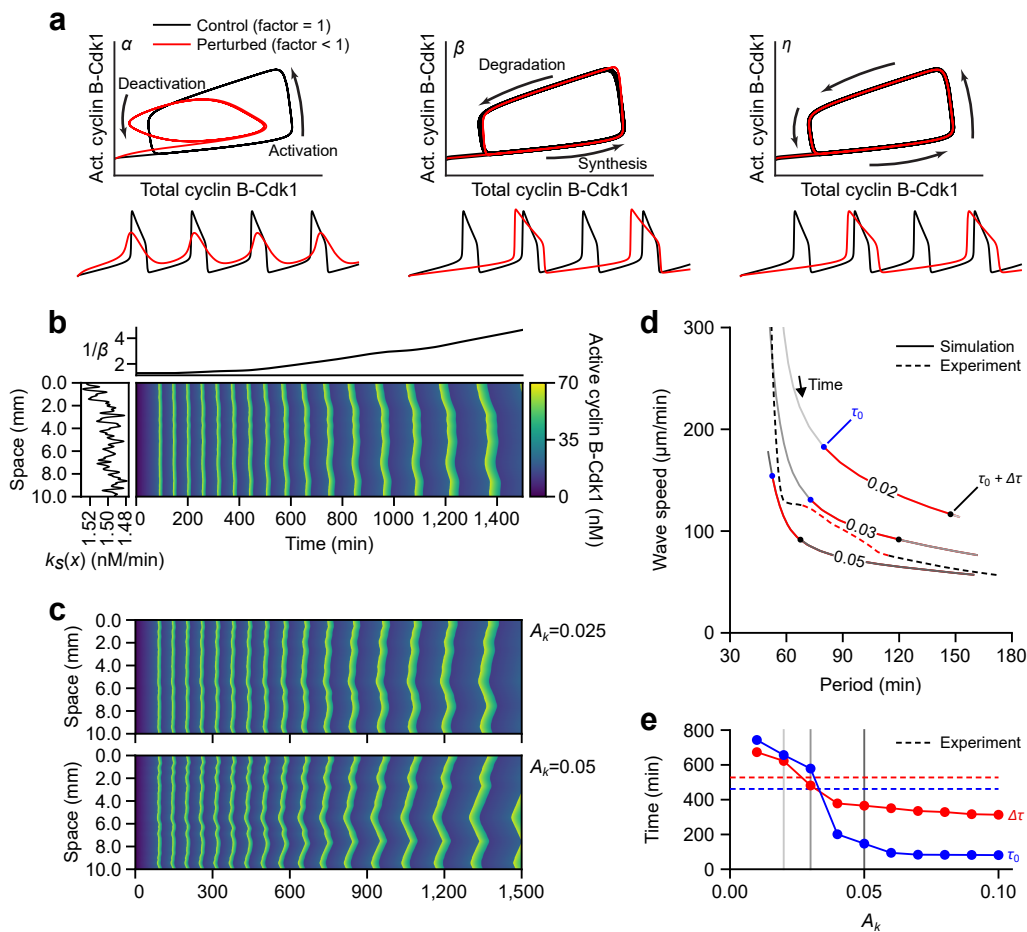 a
Control (factor = 1)
Perturbed (factor < 1)
α
Deactivation
Activation
Act. cyclin B-Cdk1
Total cyclin B-Cdk1
β
Degradation
Synthesis
Act. cyclin B-Cdk1
Total cyclin B-Cdk1
η
Act. cyclin B-Cdk1
Total cyclin B-Cdk1
b
1/β
4
2
Space (mm)
0.0
2.0
4.0
6.0
8.0
10.0
1.52
1.50
1.48
kS(x) (nM/min)
0 200 400 600 800 1,000 1,200 1,400
Time (min)
70
35
0
Active cyclin B-Cdk1
(nM)
c
Space (mm)
0.0
2.0
4.0
6.0
8.0
10.0
Ak=0.025
Space (mm)
0.0
2.0
4.0
6.0
8.0
10.0
Ak=0.05
0 300 600 900 1,200 1,500
d
Wave speed (μm/min)
300
200
100
0
Simulation
Experiment
Time
τ0
τ0 + Δτ
0.02
0.03
0.05
30 60 90 120 150 180
Period (min)
e
Time (min)
800
600
400
200
0
Experiment
Δτ
τ0
0.00 0.05 0.10
Ak